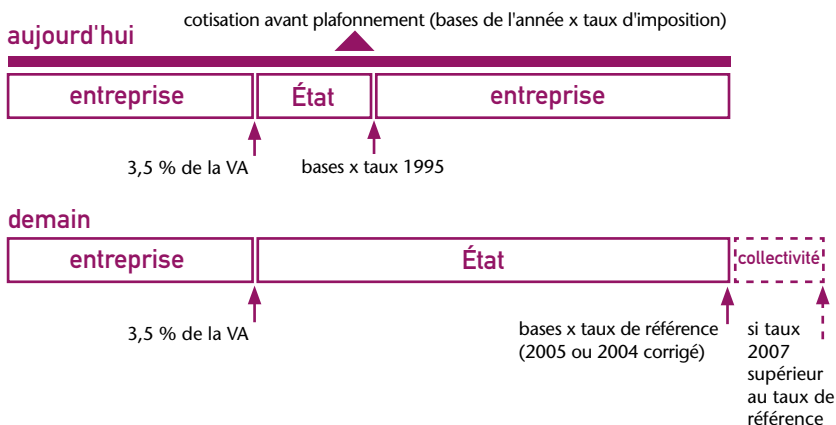 cotisation avant plafonnement (bases de l'année x taux d'imposition)
aujourd'hui
entreprise État entreprise
3,5 % de la VA bases x taux 1995
demain
entreprise État collectivité
3,5 % de la VA
bases x taux de référence
(2005 ou 2004 corrigé)
si taux
2007
supérieur
au taux de
référence